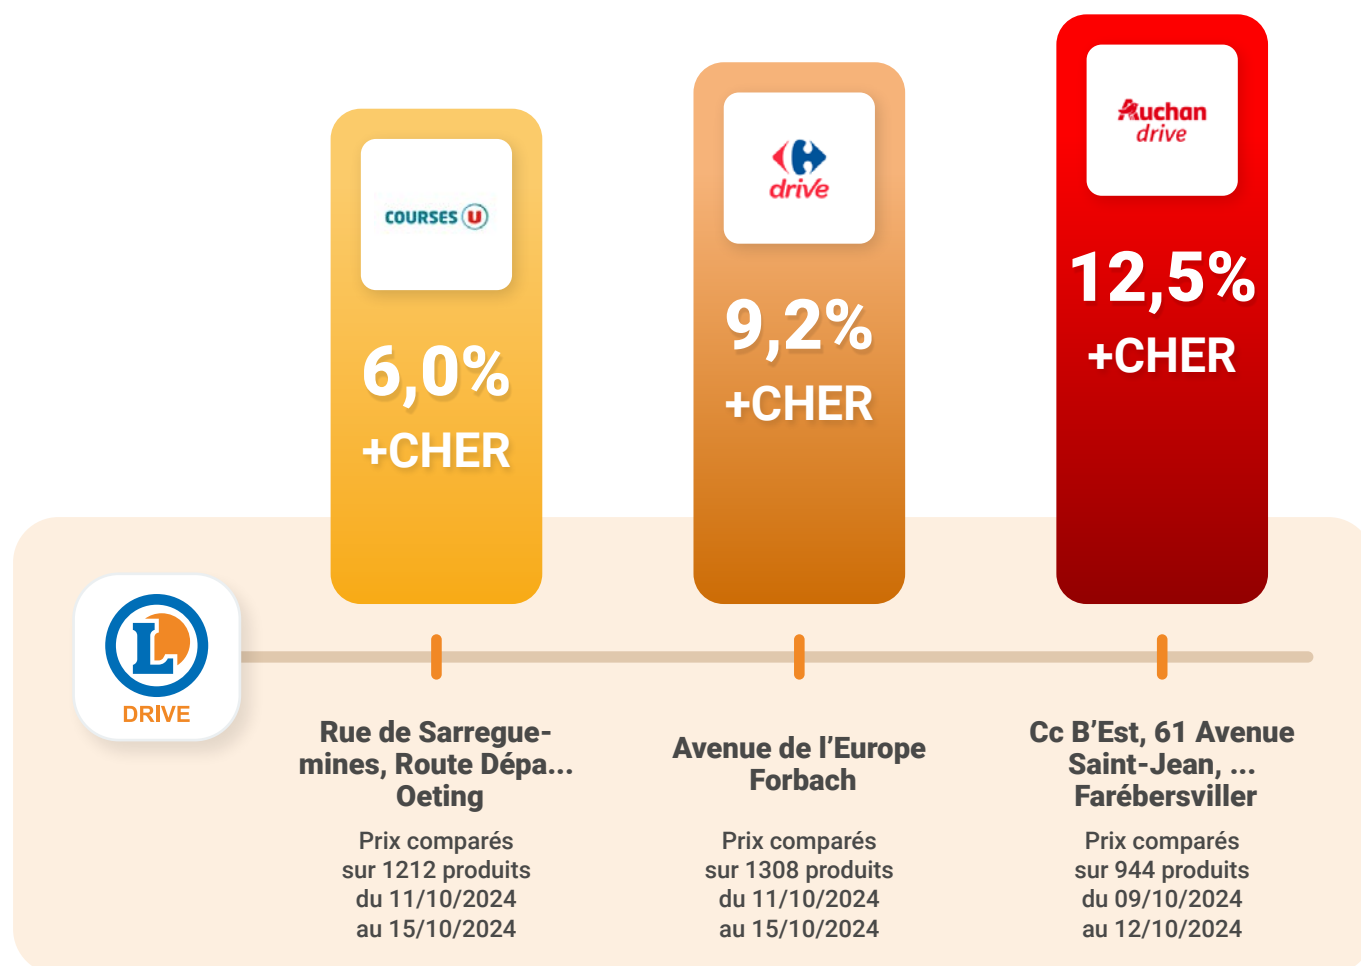 COURSES U
6,0%
+CHER
drive
9,2%
+CHER
Auchan
drive
12,5%
+CHER
L
DRIVE
Rue de Sarregue-
mines, Route Dépa...
Oeting
Prix comparés
sur 1212 produits
du 11/10/2024
au 15/10/2024
Avenue de l’Europe
Forbach
Prix comparés
sur 1308 produits
du 11/10/2024
au 15/10/2024
Cc B’Est, 61 Avenue
Saint-Jean, ...
Farébersviller
Prix comparés
sur 944 produits
du 09/10/2024
au 12/10/2024